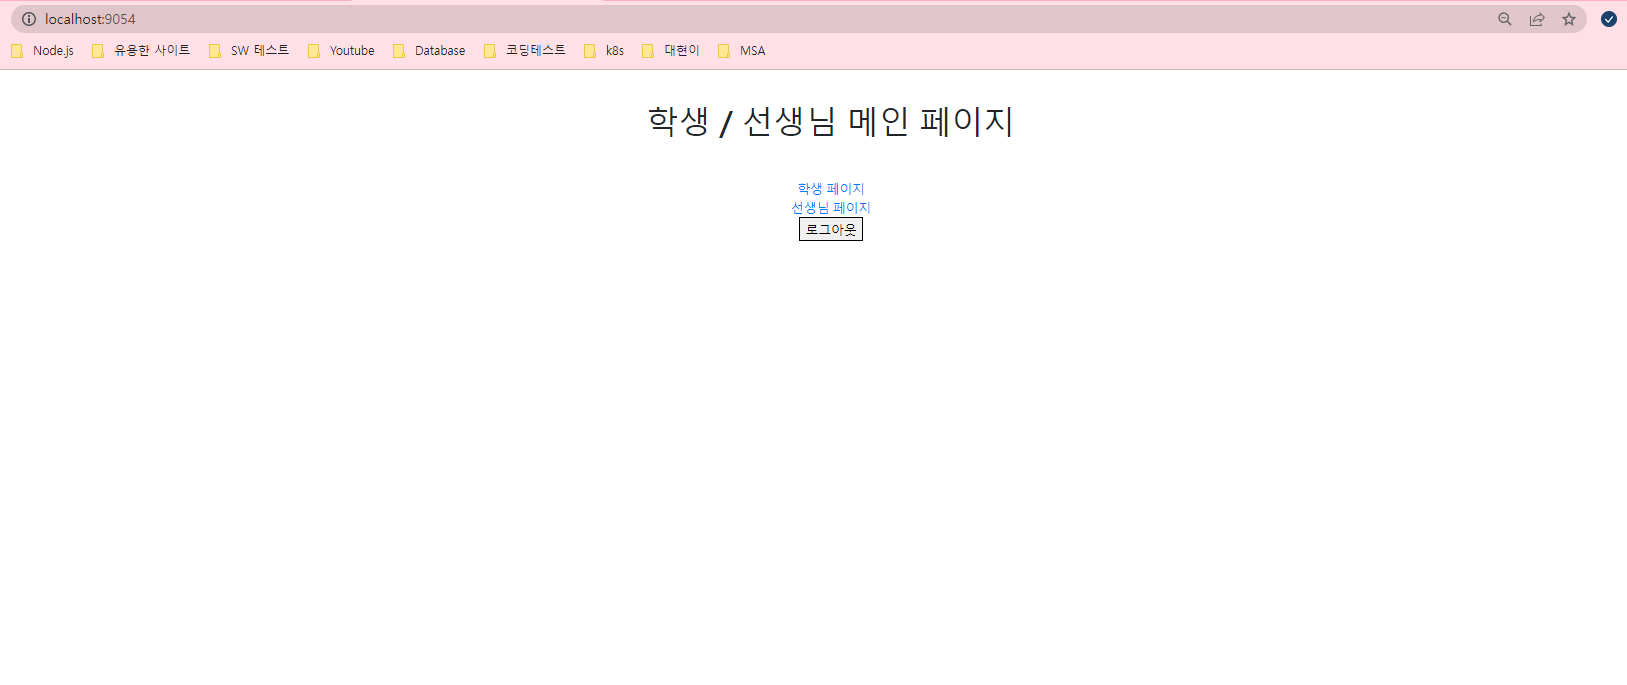 localhost:9054
Node.js 유용한 사이트 SW 테스트 Youtube Database 코딩테스트 k8s 대현이 MSA
학생 / 선생님 메인 페이지
학생 페이지
선생님 페이지
로그아웃